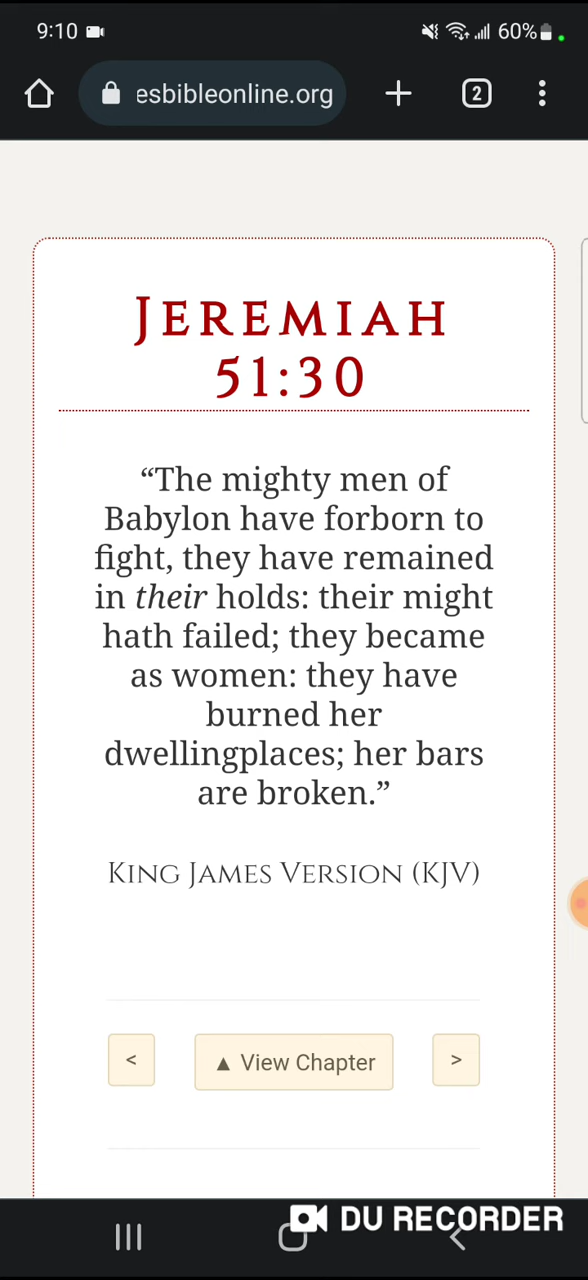 9:10 60%
esbibleonline.org 2
JEREMIAH
51:30
“The mighty men of
Babylon have forborn to
fight, they have remained
in their holds: their might
hath failed; they became
as women: they have
burned her
dwellingplaces; her bars
are broken.”
KING JAMES VERSION (KJV)
< ▲ View Chapter >
DU RECORDER